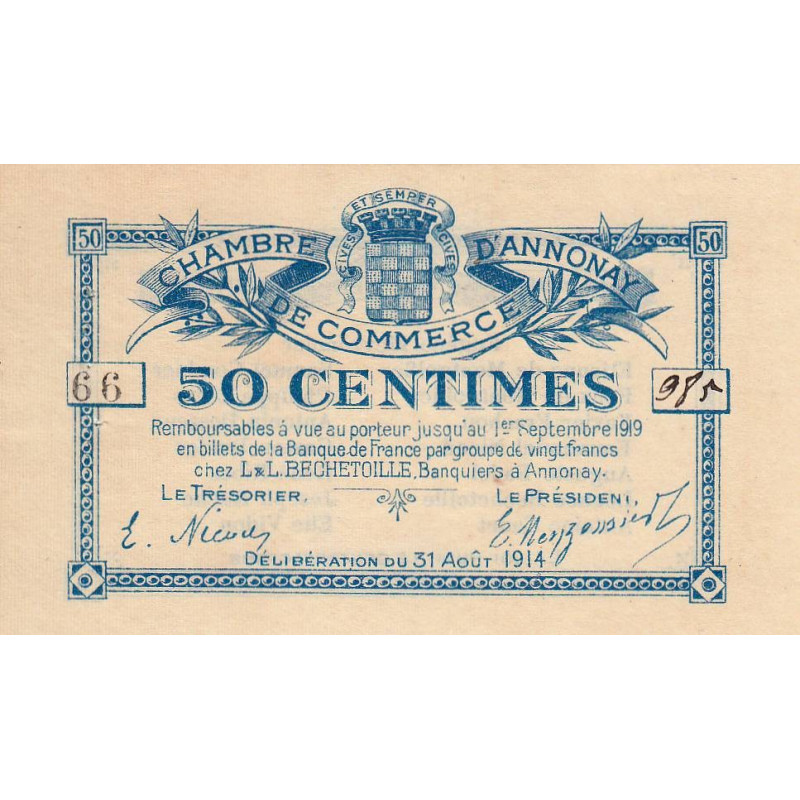 CIVES ET SEMPER CIVES
50 50
CHAMBRE D'ANNONAY
DE COMMERCE
66 50 CENTIMES 985
Remboursables à vue au porteur jusqu'au 1er Septembre 1919
en billets de la Banque de France par groupe de vingt francs
chez L&L.BECHETOILLE, Banquiers à Annonay.
LE TRÉSORIER, LE PRÉSIDENT,
E.
DÉLIBÉRATION DU 31 AOÛT 1914